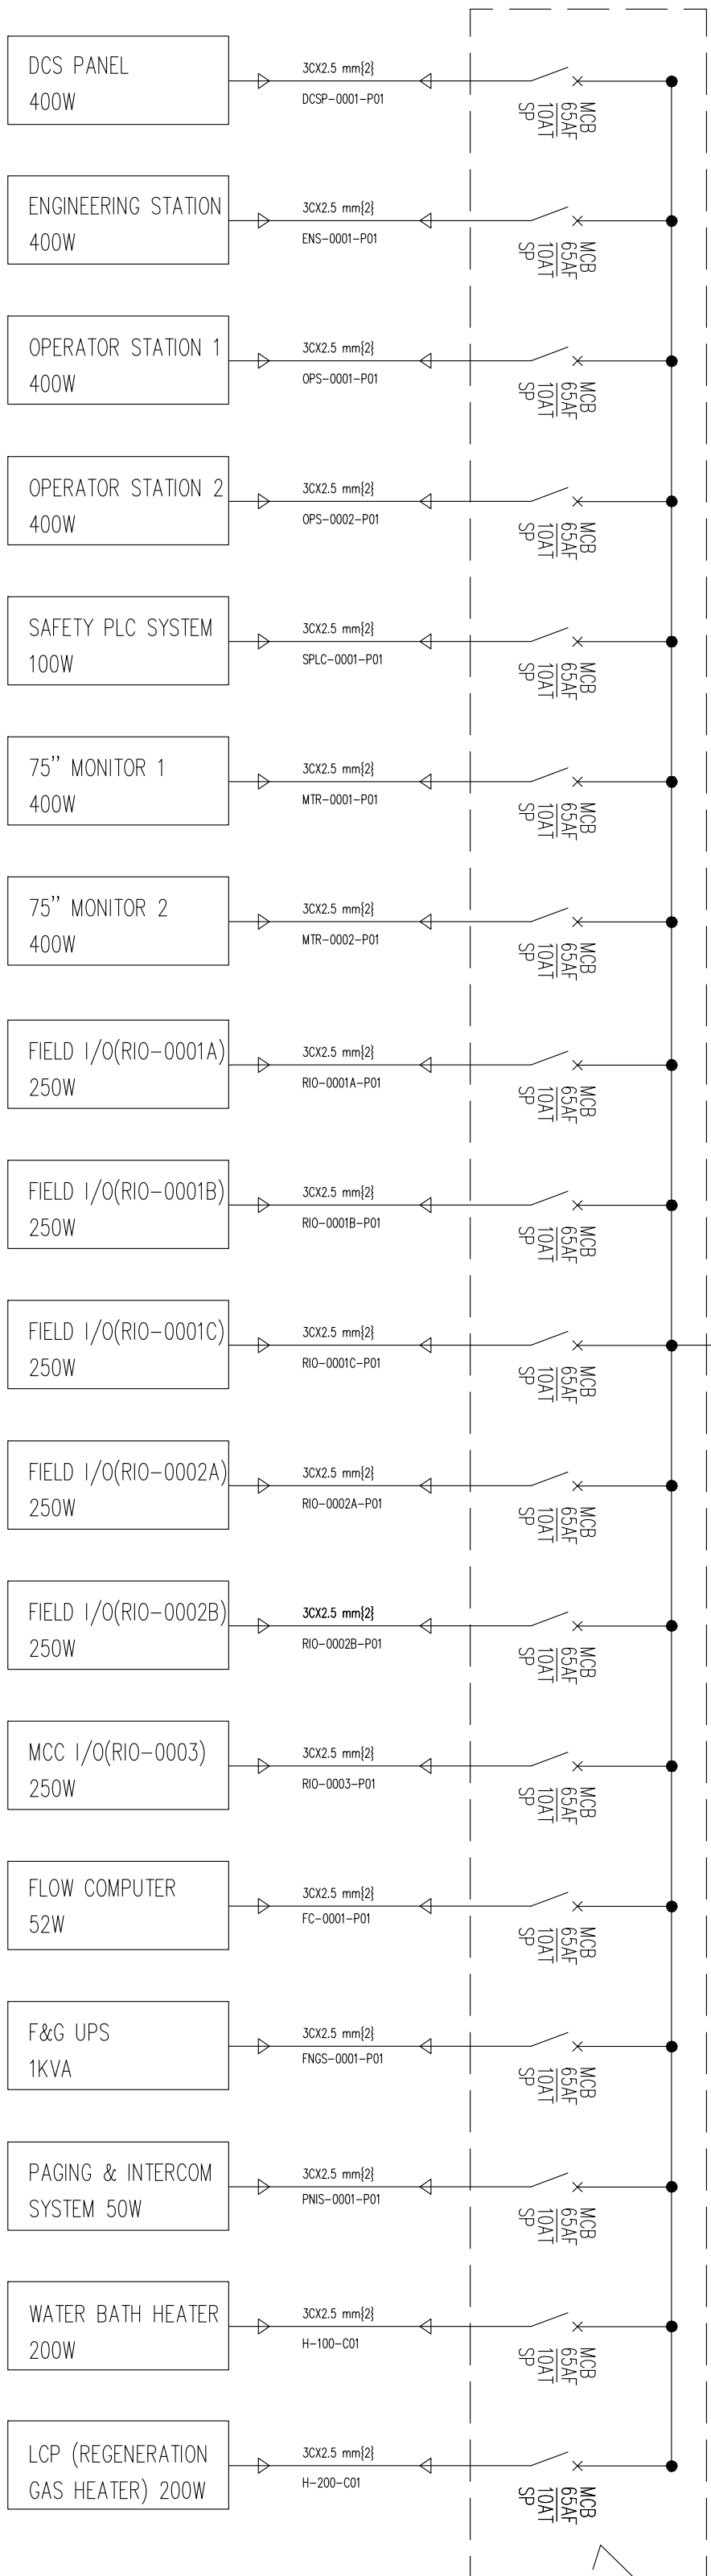 DCS PANEL
400W
3CX2.5 mm{2}
DCSP-0001-P01
MCB
65AF
10AT
SP
ENGINEERING STATION
400W
3CX2.5 mm{2}
ENS-0001-P01
MCB
65AF
10AT
SP
OPERATOR STATION 1
400W
3CX2.5 mm{2}
OPS-0001-P01
MCB
65AF
10AT
SP
OPERATOR STATION 2
400W
3CX2.5 mm{2}
OPS-0002-P01
MCB
65AF
10AT
SP
SAFETY PLC SYSTEM
100W
3CX2.5 mm{2}
SPLC-0001-P01
MCB
65AF
10AT
SP
75'' MONITOR 1
400W
3CX2.5 mm{2}
MTR-0001-P01
MCB
65AF
10AT
SP
75'' MONITOR 2
400W
3CX2.5 mm{2}
MTR-0002-P01
MCB
65AF
10AT
SP
FIELD I/O(RIO-0001A)
250W
3CX2.5 mm{2}
RIO-0001A-P01
MCB
65AF
10AT
SP
FIELD I/O(RIO-0001B)
250W
3CX2.5 mm{2}
RIO-0001B-P01
MCB
65AF
10AT
SP
FIELD I/O(RIO-0001C)
250W
3CX2.5 mm{2}
RIO-0001C-P01
MCB
65AF
10AT
SP
FIELD I/O(RIO-0002A)
250W
3CX2.5 mm{2}
RIO-0002A-P01
MCB
65AF
10AT
SP
FIELD I/O(RIO-0002B)
250W
3CX2.5 mm{2}
RIO-0002B-P01
MCB
65AF
10AT
SP
MCC I/O(RIO-0003)
250W
3CX2.5 mm{2}
RIO-0003-P01
MCB
65AF
10AT
SP
FLOW COMPUTER
52W
3CX2.5 mm{2}
FC-0001-P01
MCB
65AF
10AT
SP
F&G UPS
1KVA
3CX2.5 mm{2}
FNGS-0001-P01
MCB
65AF
10AT
SP
PAGING & INTERCOM
SYSTEM 50W
3CX2.5 mm{2}
PNIS-0001-P01
MCB
65AF
10AT
SP
WATER BATH HEATER
200W
3CX2.5 mm{2}
H-100-C01
MCB
65AF
10AT
SP
LCP (REGENERATION
GAS HEATER) 200W
3CX2.5 mm{2}
H-200-C01
MCB
65AF
10AT
SP